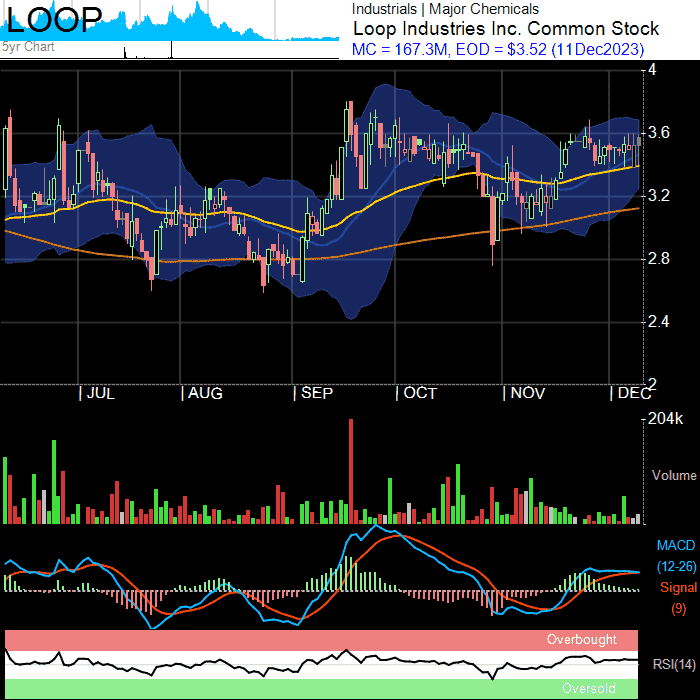 LOOP
5yr Chart
Industrials | Major Chemicals
Loop Industries Inc. Common Stock
MC = 167.3M, EOD = $3.52 (11Dec2023)
4
3.6
3.2
2.8
2.4
2
| JUL | AUG | SEP | OCT | NOV | DEC
204k
Volume
MACD
(12-26)
Signal
(9)
Overbought
RSI(14)
Oversold